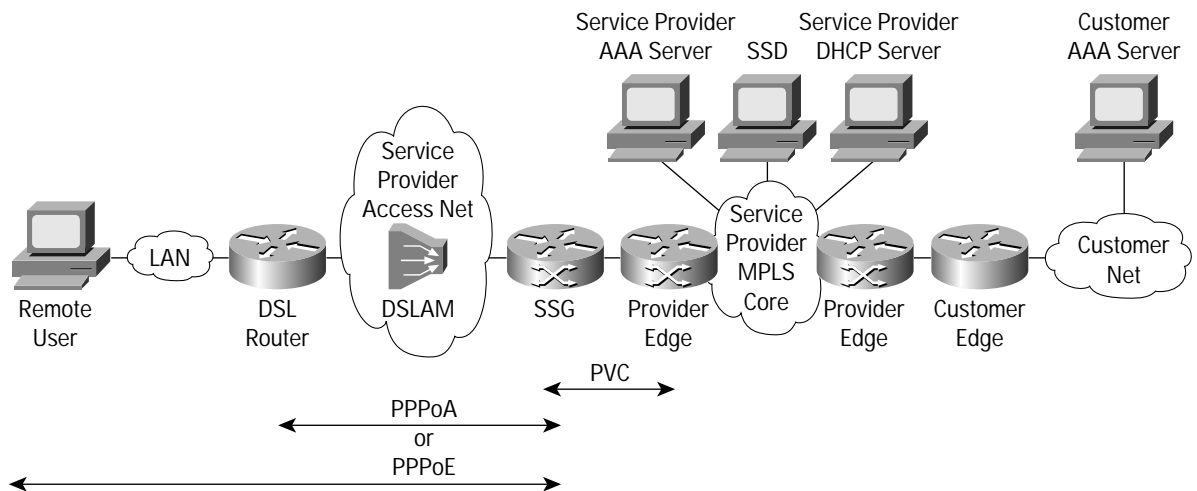 Service Provider
AAA Server
SSD
Service Provider
DHCP Server
Customer
AAA Server
Service
Provider
Access Net
DSLAM
Service
Provider
MPLS
Core
LAN
Customer
Net
Remote
User
DSL
Router
SSG
Provider
Edge
Provider
Edge
Customer
Edge
PVC
PPPoA
or
PPPoE